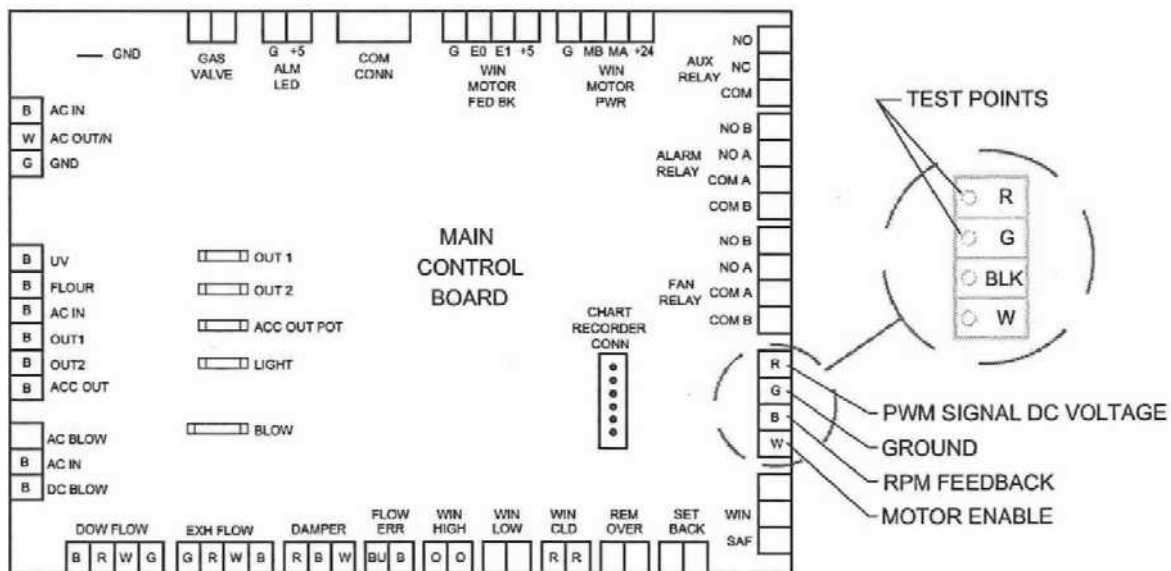 GND
GAS
VALVE
G +5
ALM
LED
COM
CONN
G E0 E1 +5
WIN
MOTOR
FED BK
G MB MA +24
WIN
MOTOR
PWR
NO
NC
COM
AUX
RELAY
B AC IN
W AC OUT/N
G GND
NO B
NO A
COM A
COM B
ALARM
RELAY
TEST POINTS
R
G
BLK
W
B UV
B FLOUR
B AC IN
B OUT1
B OUT2
B ACC OUT
OUT 1
OUT 2
ACC OUT POT
LIGHT
BLOW
MAIN
CONTROL
BOARD
NO B
NO A
COM A
COM B
FAN
RELAY
CHART
RECORDER
CONN
R
G
B
W
PWM SIGNAL DC VOLTAGE
GROUND
RPM FEEDBACK
MOTOR ENABLE
AC BLOW
B AC IN
B DC BLOW
WIN
SAF
DOW FLOW
B R W G
EXH FLOW
G R W B
DAMPER
R B W
FLOW
ERR
BU B
WIN
HIGH
O O
WIN
LOW
WIN
CLD
R R
REM
OVER
SET
BACK